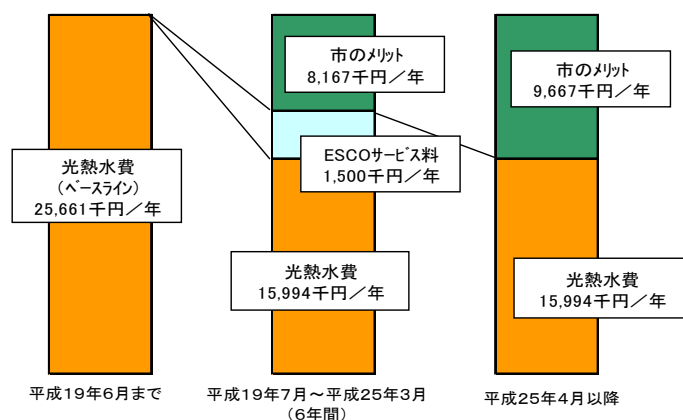 光熱水費
(ベースライン)
25,661千円/年
市のメリット
8,167千円/年
ESCOサービス料
1,500千円/年
光熱水費
15,994千円/年
市のメリット
9,667千円/年
光熱水費
15,994千円/年
平成19年6月まで
平成19年7月～平成25年3月
(6年間)
平成25年4月以降